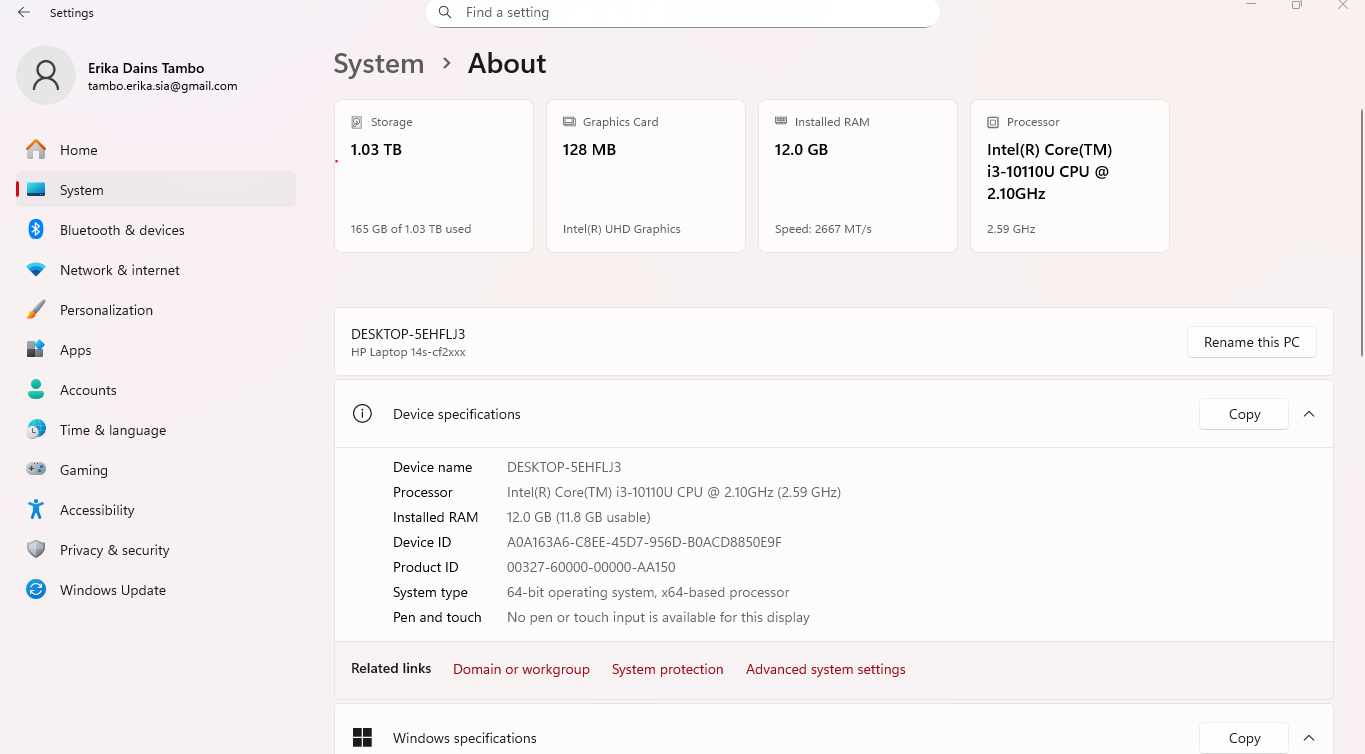 Settings
Find a setting
Erika Dains Tambo
tambo.erika.sia@gmail.com
Home
System
Bluetooth & devices
Network & internet
Personalization
Apps
Accounts
Time & language
Gaming
Accessibility
Privacy & security
Windows Update
System > About
Storage
1.03 TB
165 GB of 1.03 TB used
Graphics Card
128 MB
Intel(R) UHD Graphics
Installed RAM
12.0 GB
Speed: 2667 MT/s
Processor
Intel(R) Core(TM)
i3-10110U CPU @
2.10GHz
2.59 GHz
DESKTOP-5EHFLJ3
HP Laptop 14s-cf2xxx
Rename this PC
Device specifications
Copy
Device name DESKTOP-5EHFLJ3
Processor Intel(R) Core(TM) i3-10110U CPU @ 2.10GHz (2.59 GHz)
Installed RAM 12.0 GB (11.8 GB usable)
Device ID A0A163A6-C8EE-45D7-956D-B0ACD8850E9F
Product ID 00327-60000-00000-AA150
System type 64-bit operating system, x64-based processor
Pen and touch No pen or touch input is available for this display
Related links Domain or workgroup System protection Advanced system settings
Windows specifications
Copy